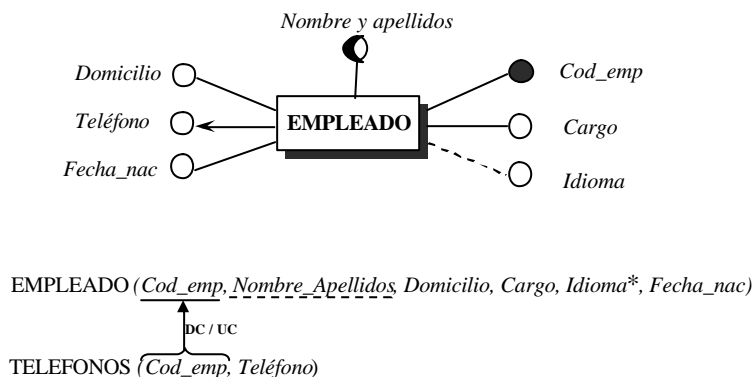 Nombre y apellidos
Domicilio
Cod_emp
Teléfono
EMPLEADO
Cargo
Fecha_nac
Idioma
EMPLEADO (Cod_emp, Nombre_Apellidos, Domicilio, Cargo, Idioma*, Fecha_nac)
DC / UC
TELEFONOS (Cod_emp, Teléfono)